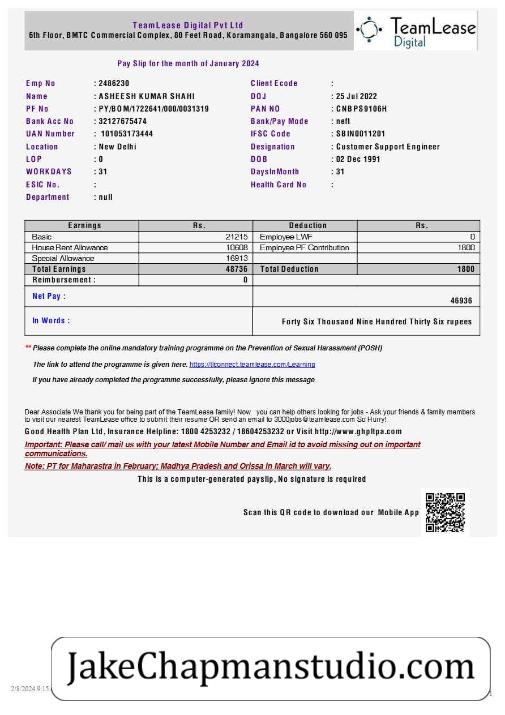 TeamLease Digital Pvt Ltd
6th Floor, BMTC Commercial Complex, 80 Feet Road, Koramangala, Bangalore 560 095
TeamLease
Digital
Pay Slip for the month of January 2024
Emp No : 2486230 Client Ecode :
Name : ASHEESH KUMAR SHAHI DOJ : 25 Jul 2022
PF No : PY/BOM/1722641/000/0031319 PAN NO : CNBPS9106H
Bank Acc No : 32127675474 Bank/Pay Mode : neft
UAN Number : 101053173444 IFSC Code : SBIN0011201
Location : New Delhi Designation : Customer Support Engineer
LOP : 0 DOB : 02 Dec 1991
WORKDAYS : 31 DaysInMonth : 31
ESIC No. : Health Card No :
Department : null
Earnings Rs. Deduction Rs.
Basic 21215 Employee LWF 0
House Rent Allowance 10608 Employee PF Contribution 1800
Special Allowance 16913
Total Earnings 48736 Total Deduction 1800
Reimbursement : 0
Net Pay : 46936
In Words : Forty Six Thousand Nine Hundred Thirty Six rupees
** Please complete the online mandatory training programme on the Prevention of Sexual Harassment (POSH)
The link to attend the programme is given here. https://tlconnect.teamlease.com/Learning
If you have already completed the programme successfully, please ignore this message
Dear Associate We thank you for being part of the TeamLease family! Now you can help others looking for jobs - Ask your friends & family members
to visit our nearest TeamLease office to submit their resume OR send an email to 3000jobs@teamlease.com So Hurry!
Good Health Plan Ltd, Insurance Helpline: 1800 4253232 / 18604253232 or Visit http://www.ghpltpa.com
Important: Please call/ mail us with your latest Mobile Number and Email id to avoid missing out on important
communications.
Note: PT for Maharastra in February; Madhya Pradesh and Orissa in March will vary.
This is a computer-generated payslip, No signature is required
Scan this QR code to download our Mobile App
JakeChapmanstudio.com
2/8/2024 9:15